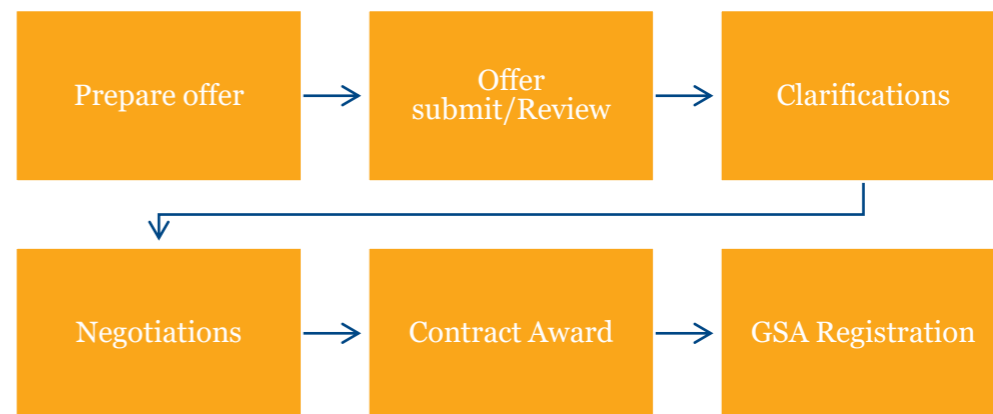 Prepare offer
Offer
submit/Review
Clarifications
Negotiations
Contract Award
GSA Registration